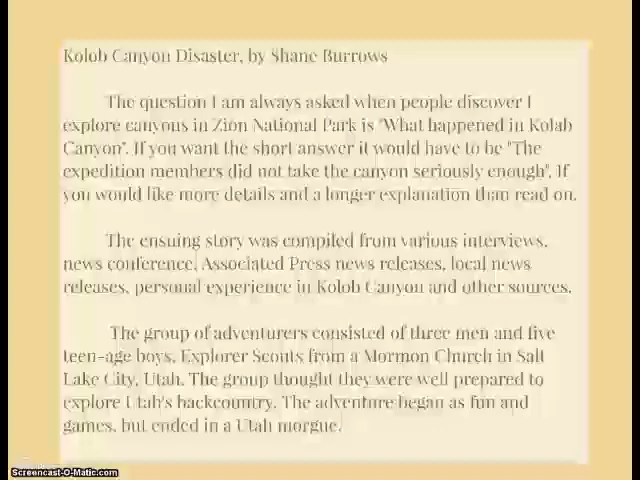 Kolob Canyon Disaster, by Shane Burrows
The question I am always asked when people discover I
explore canyons in Zion National Park is "What happened in Kolab
Canyon". If you want the short answer it would have to be "The
expedition members did not take the canyon seriously enough". If
you would like more details and a longer explanation than read on.
The ensuing story was compiled from various interviews,
news conference, Associated Press news releases, local news
releases, personal experience in Kolob Canyon and other sources.
The group of adventurers consisted of three men and five
teen-age boys, Explorer Scouts from a Mormon Church in Salt
Lake City, Utah. The group thought they were well prepared to
explore Utah's backcountry. The adventure began as fun and
games, but ended in a Utah morgue.
Screencast-O-Matic.com